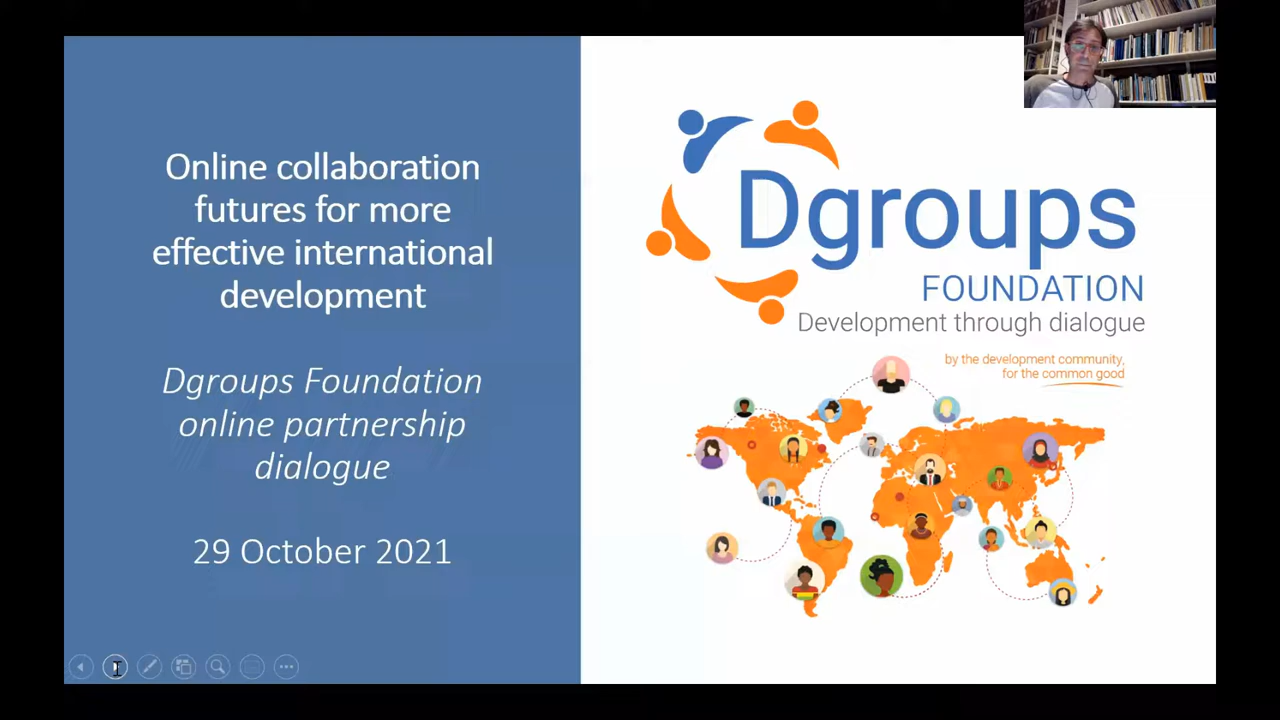 Online collaboration
futures for more
effective international
development
Dgroups Foundation
online partnership
dialogue
29 October 2021
Dgroups
FOUNDATION
Development through dialogue
by the development community,
for the common good